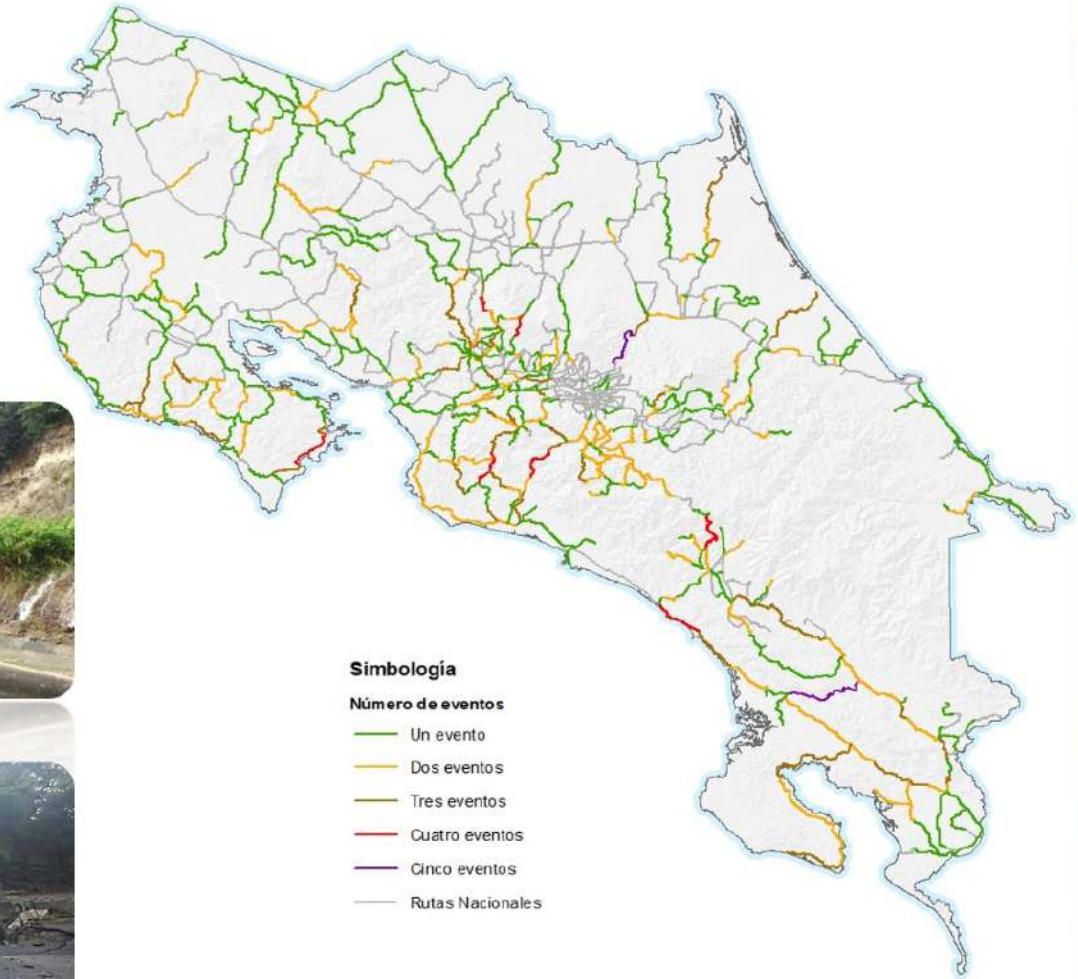 Simbología
Número de eventos
Un evento
Dos eventos
Tres eventos
Cuatro eventos
Cinco eventos
Rutas Nacionales